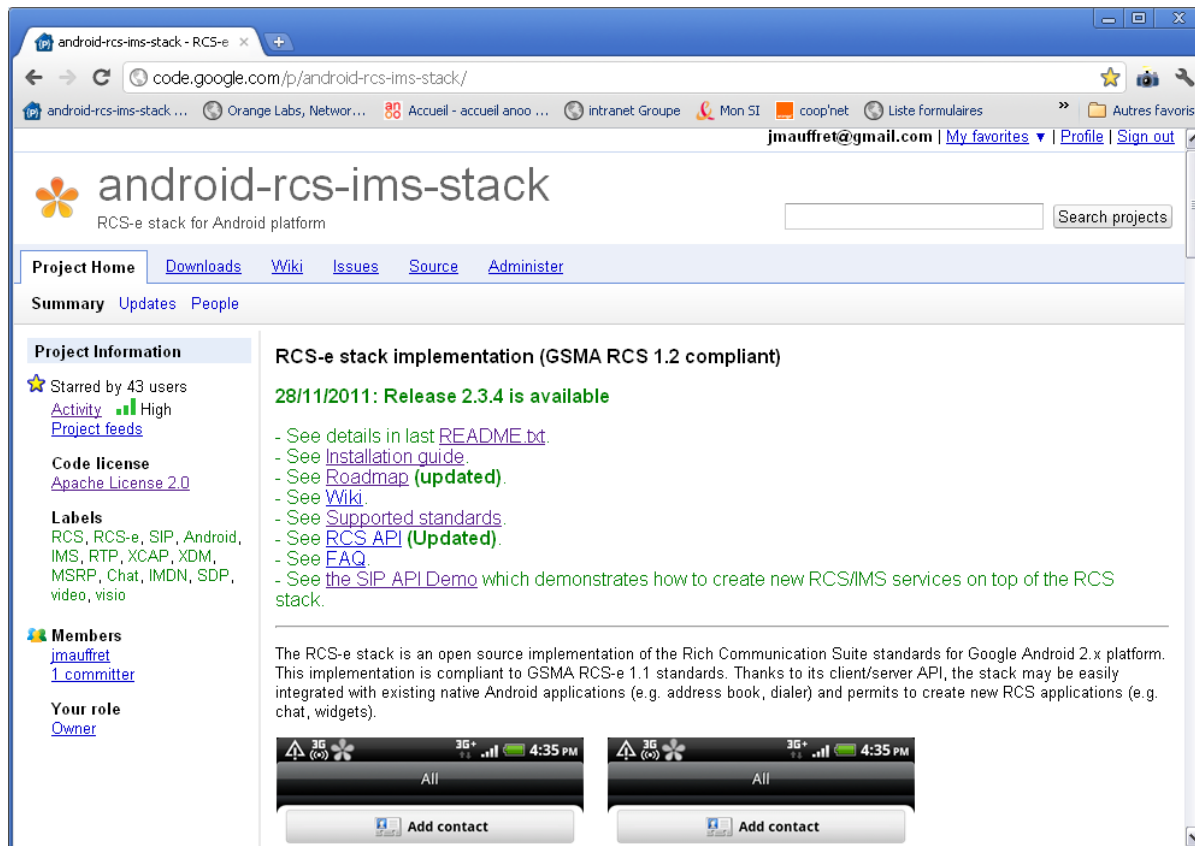 android-rcs-ims-stack - RCS-e
code.google.com/p/android-rcs-ims-stack/
android-rcs-ims-stack ... Orange Labs, Networ... Accueil - accueil anoo ... intranet Groupe Mon SI coop'net Liste formulaires » Autres favoris
jmauffret@gmail.com | My favorites ▼ | Profile | Sign out
android-rcs-ims-stack
RCS-e stack for Android platform
Search projects
Project Home Downloads Wiki Issues Source Administer
Summary Updates People
Project Information
Starred by 43 users
Activity High
Project feeds
Code license
Apache License 2.0
Labels
RCS, RCS-e, SIP, Android,
IMS, RTP, XCAP, XDM,
MSRP, Chat, IMDN, SDP,
video, visio
Members
jmauffret
1 committer
Your role
Owner
RCS-e stack implementation (GSMA RCS 1.2 compliant)
28/11/2011: Release 2.3.4 is available
- See details in last README.txt.
- See Installation guide.
- See Roadmap (updated).
- See Wiki.
- See Supported standards.
- See RCS API (Updated).
- See FAQ.
- See the SIP API Demo which demonstrates how to create new RCS/IMS services on top of the RCS
stack.
The RCS-e stack is an open source implementation of the Rich Communication Suite standards for Google Android 2.x platform.
This implementation is compliant to GSMA RCS-e 1.1 standards. Thanks to its client/server API, the stack may be easily
integrated with existing native Android applications (e.g. address book, dialer) and permits to create new RCS applications (e.g.
chat, widgets).
3G 3G+ 4:35 PM
All
Add contact
3G 3G+ 4:35 PM
All
Add contact